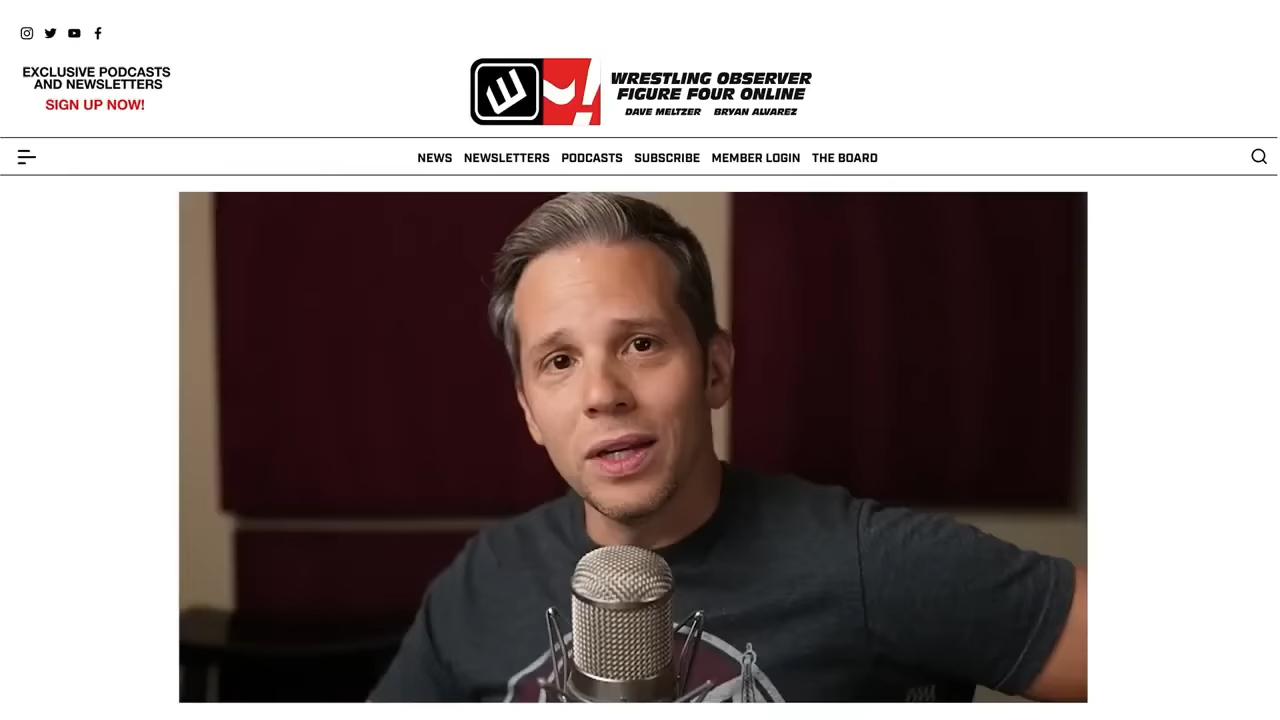 EXCLUSIVE PODCASTS
AND NEWSLETTERS
SIGN UP NOW!
WRESTLING OBSERVER
FIGURE FOUR ONLINE
DAVE MELTZER BRYAN ALVAREZ
NEWS NEWSLETTERS PODCASTS SUBSCRIBE MEMBER LOGIN THE BOARD